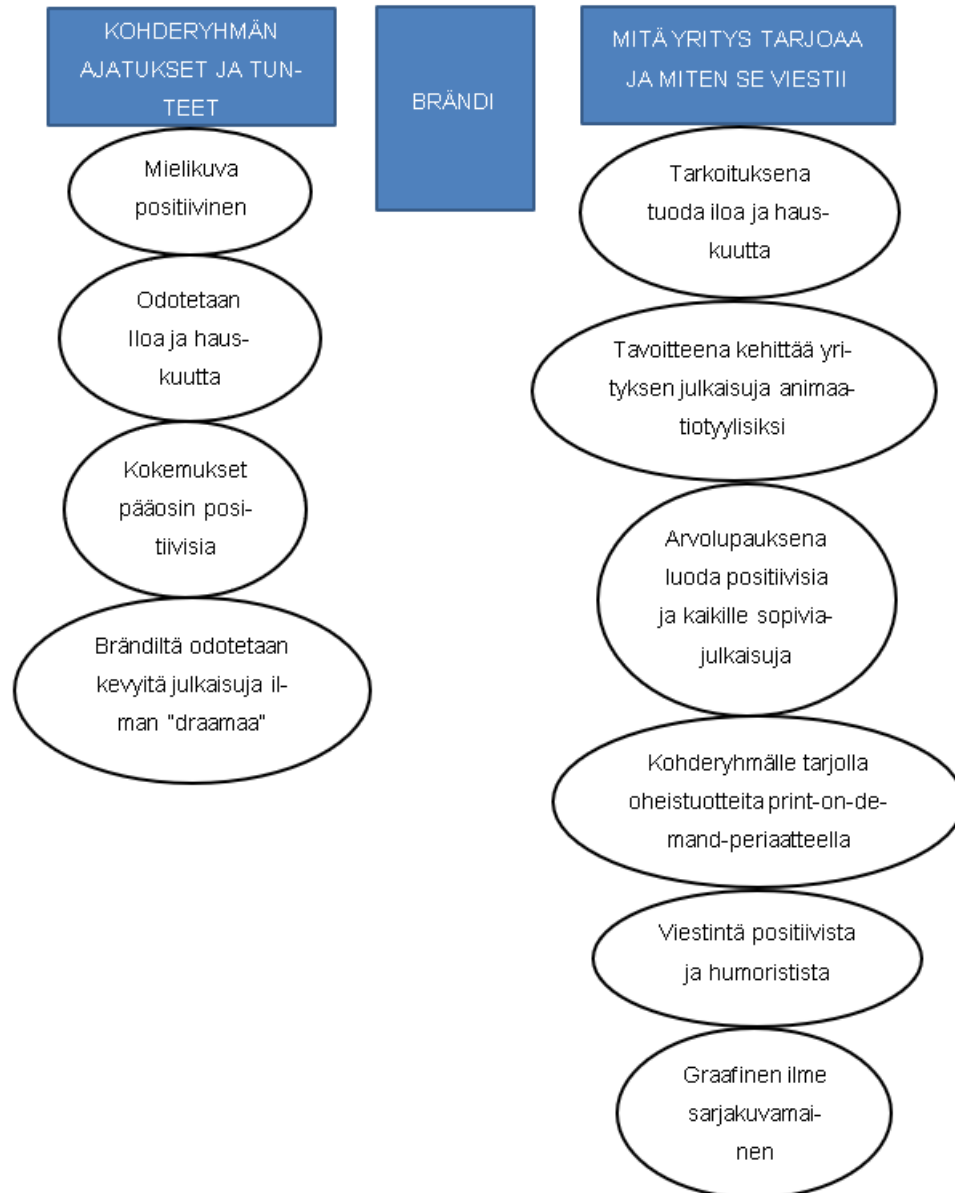 KOHDERYHMÄN
AJATUKSET JA TUN-
TEET
Mielikuva
positiivinen
Odotetaan
Iloa ja haus-
kuutta
Kokemukset
pääosin posi-
tiivisia
Brändiltä odotetaan
kevyitä julkaisuja il-
man "draamaa"
BRÄNDI
MITÄ YRITYS TARJOAA
JA MITEN SE VIESTII
Tarkoituksena
tuoda iloa ja haus-
kuutta
Tavoitteena kehittää yri-
tyksen julkaisuja animaa-
tiotyylisiksi
Arvolupauksena
luoda positiivisia
ja kaikille sopivia-
julkaisuja
Kohderyhmälle tarjolla
oheistuotteita print-on-de-
mand-periaatteella
Viestintä positiivista
ja humoristista
Graafinen ilme
sarjakuvamai-
nen